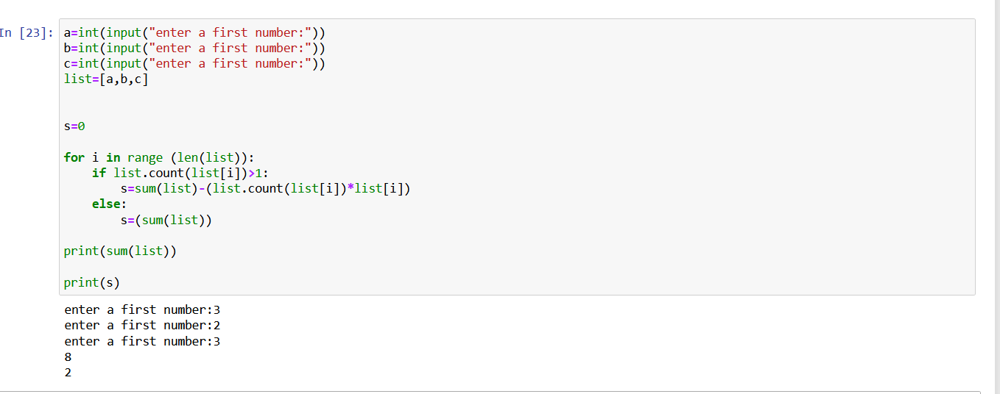 In [23]:
a=int(input("enter a first number:"))
b=int(input("enter a first number:"))
c=int(input("enter a first number:"))
list=[a,b,c]
s=0
for i in range (len(list)):
    if list.count(list[i])>1:
        s=sum(list)-(list.count(list[i])*list[i])
    else:
        s=(sum(list))
print(sum(list))
print(s)
enter a first number:3
enter a first number:2
enter a first number:3
8
2